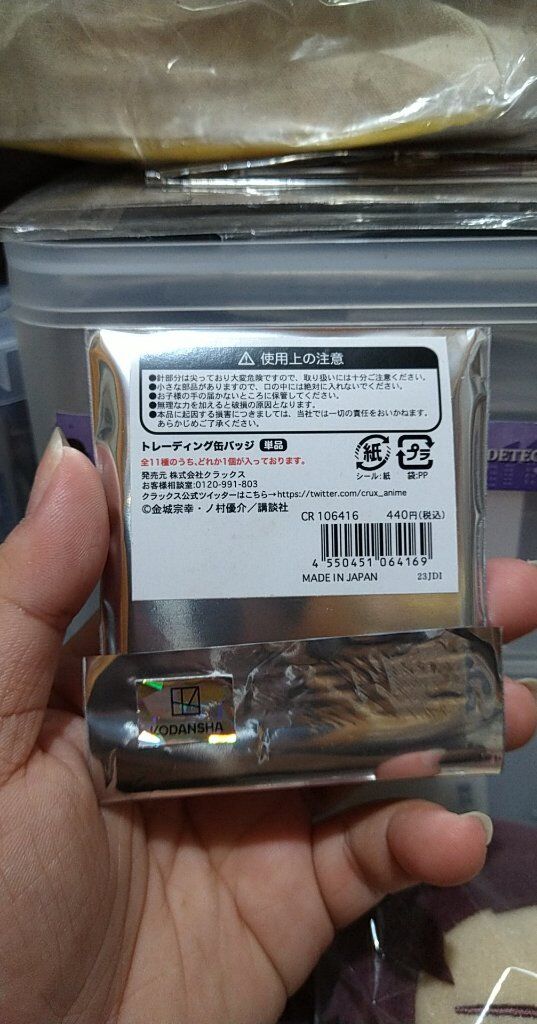 ⚠ 使用上の注意
●針部分は尖っており大変危険ですので、取り扱いには十分ご注意ください。
●小さな部品がありますので、口の中には絶対に入れないでください。
●お子様の手の届かないところに保管してください。
●無理な力を加えると破損の原因となります。
●本品に起因する損害につきましては、当社では一切の責任をおいかねます。
あらかじめご了承ください。
トレーディング缶バッジ 単品
全11種のうち、どれか1個が入っております。
発売元 株式会社クラックス
お客様相談室:0120-991-803
クラックス公式ツイッターはこちら→https://twitter.com/crux_anime
©金城宗幸・ノ村優介/講談社
紙
シール:紙
プラ
袋:PP
CR 106416 440円(税込)
4 550451 064169
MADE IN JAPAN 23JDI
KODANSHA
DETEC